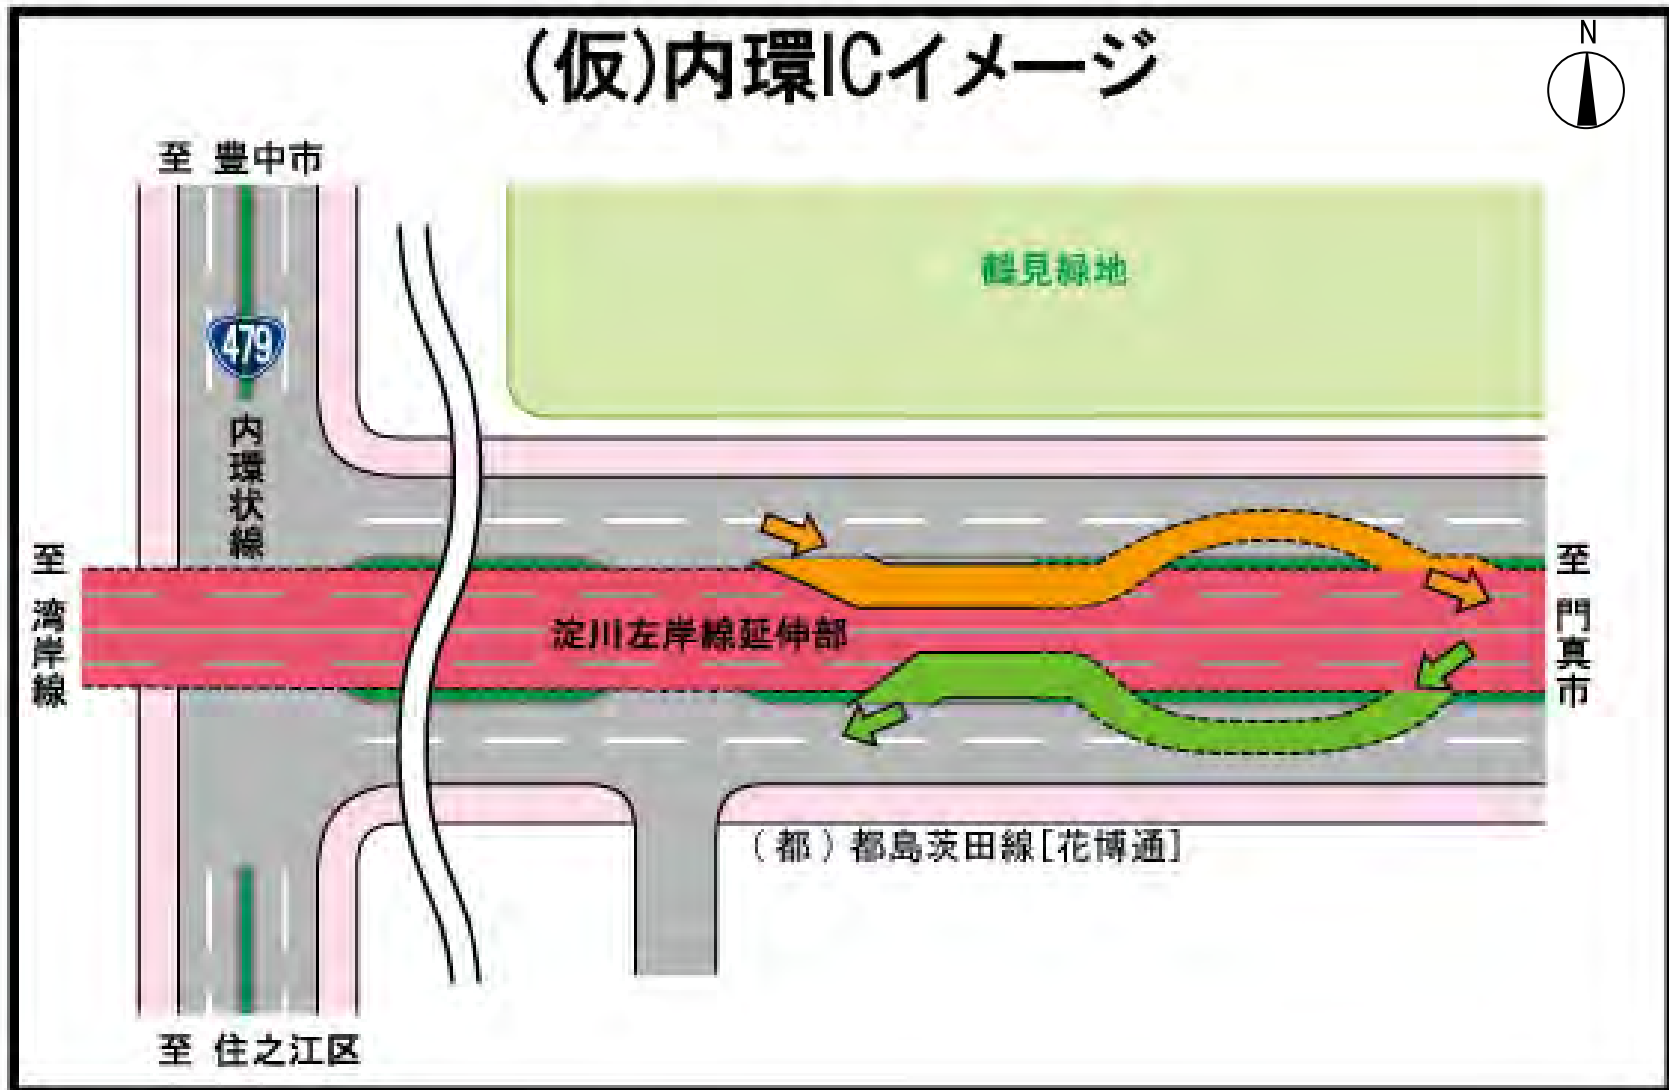 (仮)内環ICイメージ
N
至 豊中市
鶴見緑地
479
内環状線
至 湾岸線
淀川左岸線延伸部
至 門真市
(都)都島茨田線[花博通]
至 住之江区